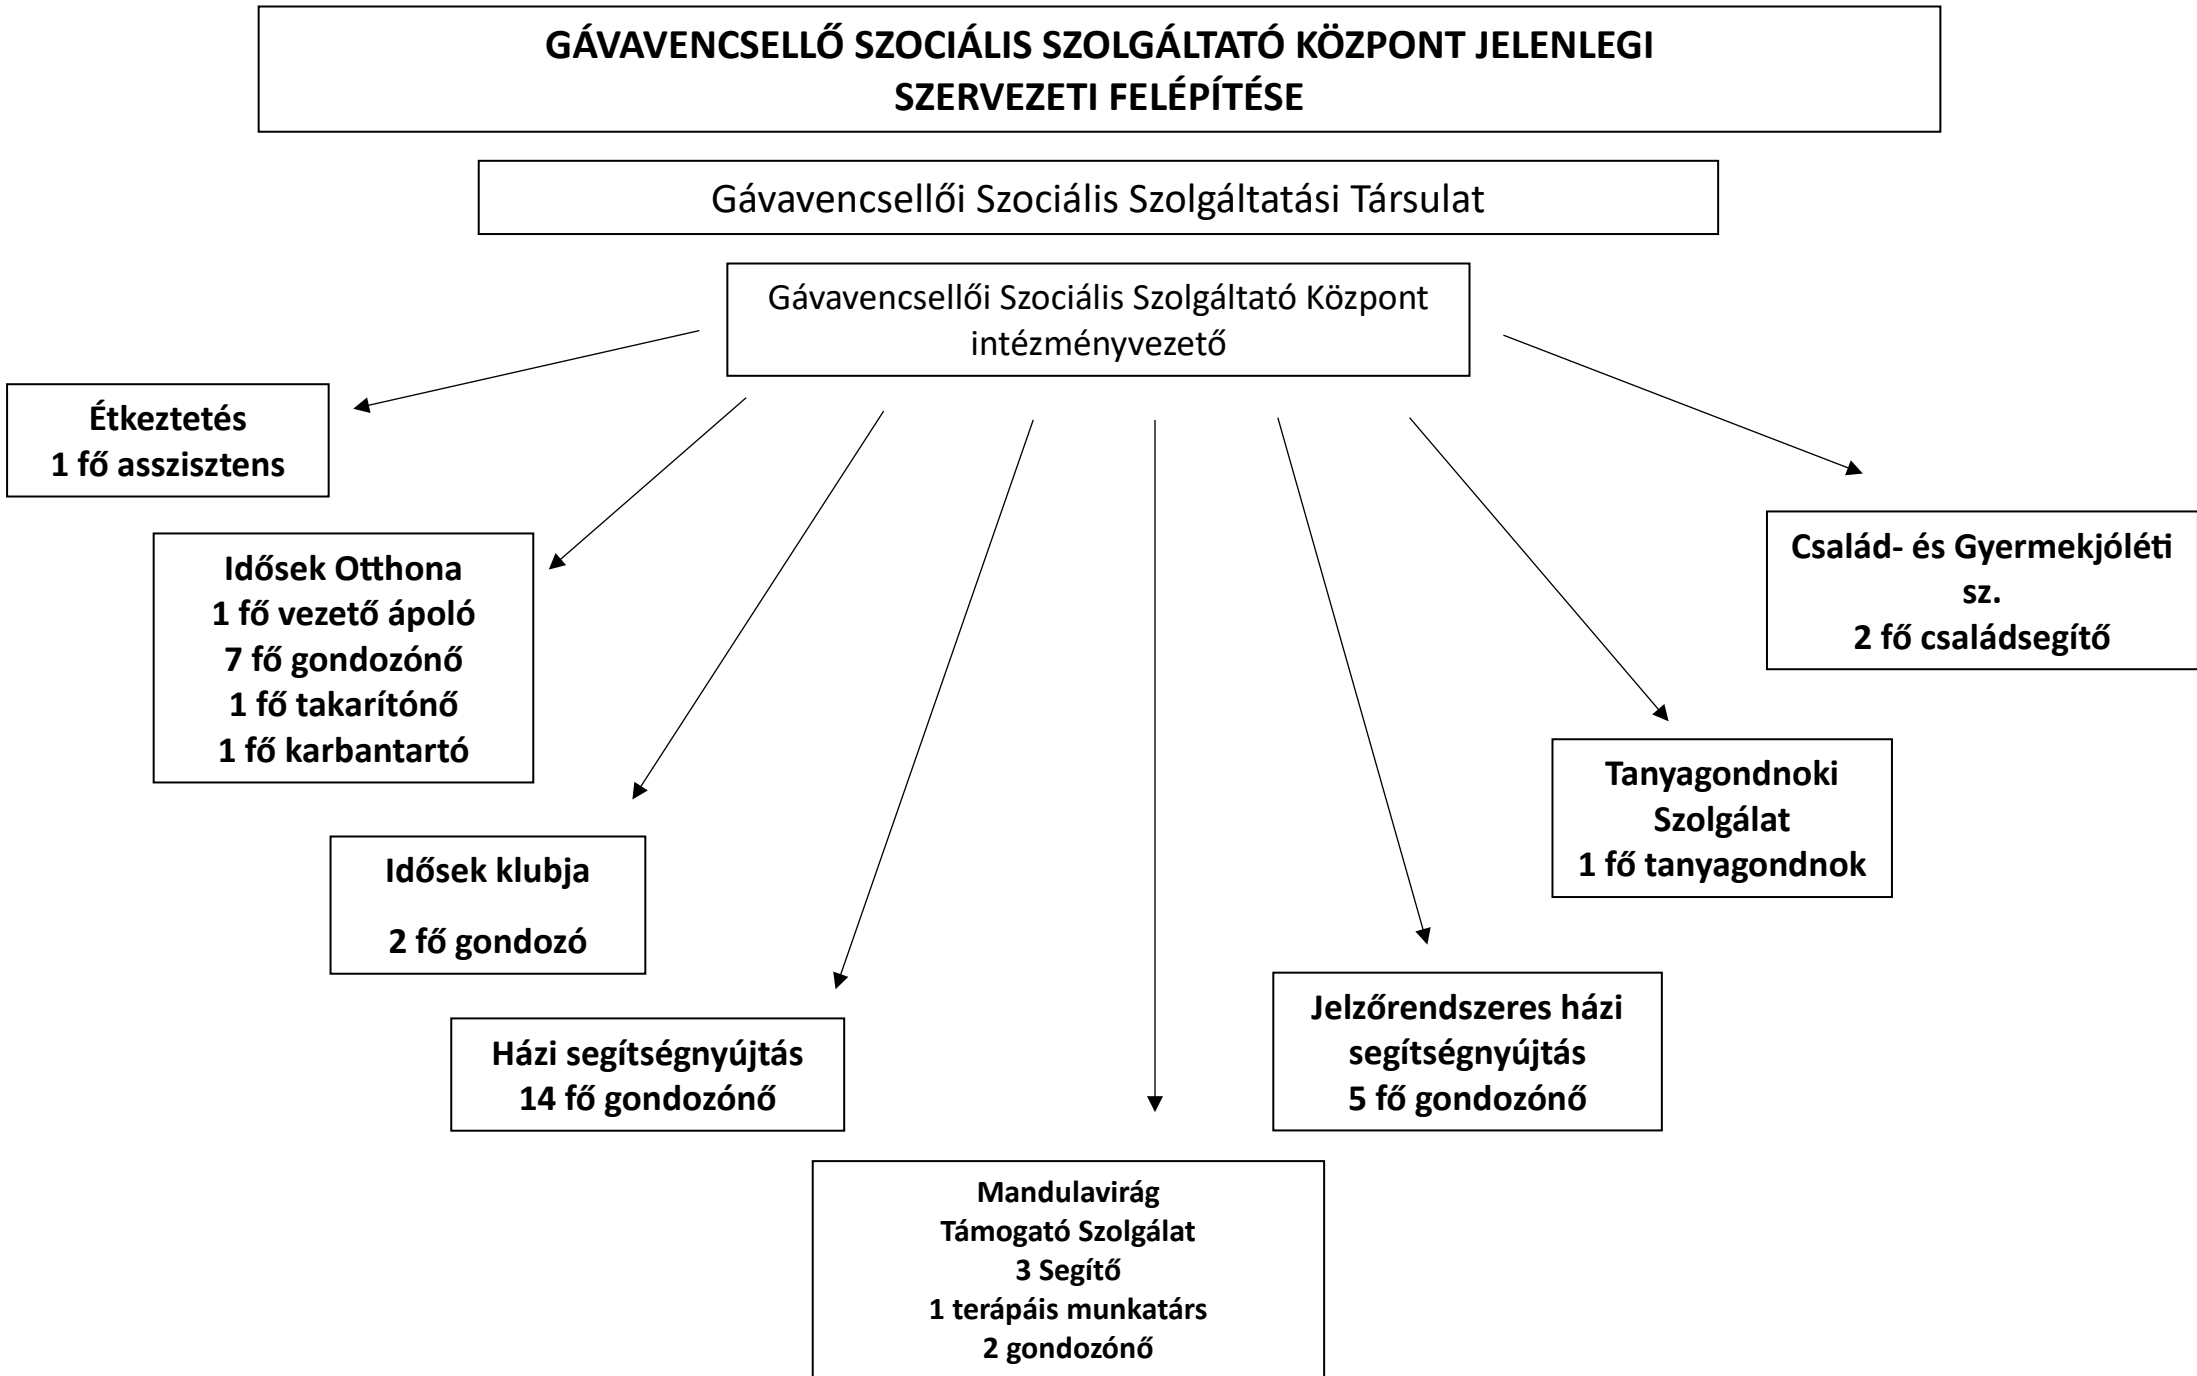 GÁVAVENCSELLŐ SZOCIÁLIS SZOLGÁLTATÓ KÖZPONT JELENLEGI
SZERVEZETI FELÉPÍTÉSE
Gávavencsellői Szociális Szolgáltatási Társulat
Gávavencsellői Szociális Szolgáltató Központ
intézményvezető
Étkeztetés
1 fő asszisztens
Idősek Otthona
1 fő vezető ápoló
7 fő gondozónő
1 fő takarítónő
1 fő karbantartó
Idősek klubja
2 fő gondozó
Házi segítségnyújtás
14 fő gondozónő
Mandulavirág
Támogató Szolgálat
3 Segítő
1 terápáis munkatárs
2 gondozónő
Jelzőrendszeres házi
segítségnyújtás
5 fő gondozónő
Tanyagondnoki
Szolgálat
1 fő tanyagondnok
Család- és Gyermekjóléti
sz.
2 fő családsegítő